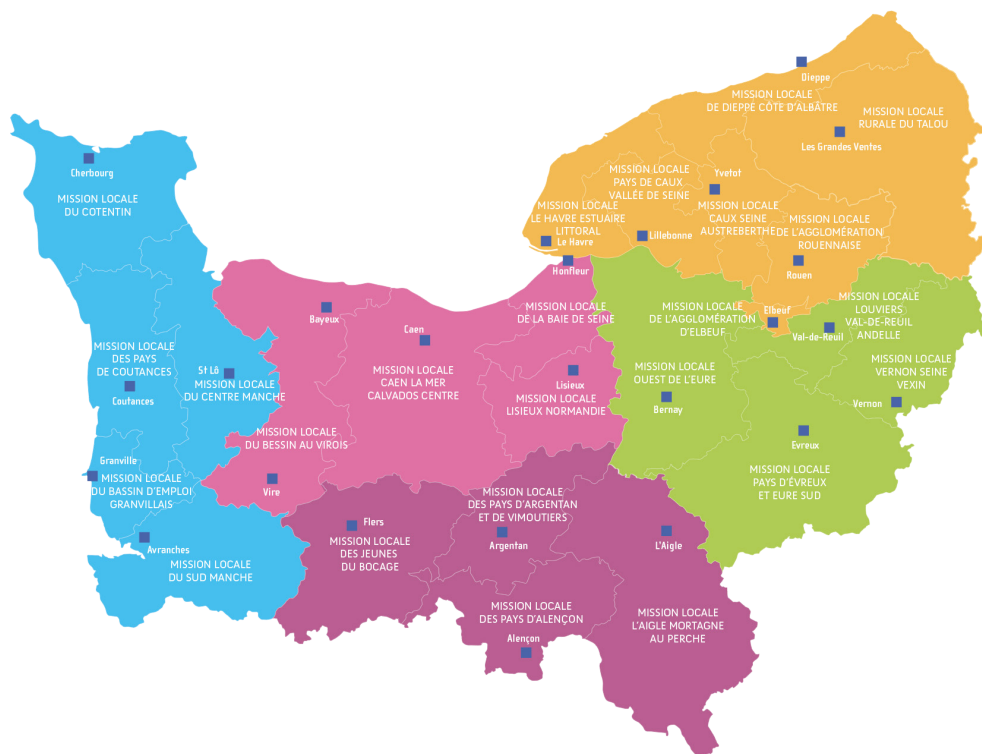 Dieppe
MISSION LOCALE
DE DIEPPE CÔTE D'ALBÂTRE
MISSION LOCALE
RURALE DU TALOU
Les Grandes Ventes
Cherbourg
MISSION LOCALE
DU COTENTIN
MISSION LOCALE
PAYS DE CAUX
VALLÉE DE SEINE
Yvetot
MISSION LOCALE
LE HAVRE ESTUAIRE
LITTORAL
Le Havre
Lillebonne
MISSION LOCALE
CAUX SEINE
AUSTREBERTHE
MISSION LOCALE
DE L'AGGLOMÉRATION
ROUENNAISE
Rouen
Honfleur
MISSION LOCALE
DE LA BAIE DE SEINE
MISSION LOCALE
DE L'AGGLOMÉRATION
D'ELBEUF
Elbeuf
Val-de-Reuil
MISSION LOCALE
LOUVIERS
VAL-DE-REUIL
ANDELLE
Bayeux
Caen
MISSION LOCALE
DES PAYS
DE COUTANCES
Coutances
St Lô
MISSION LOCALE
DU CENTRE MANCHE
MISSION LOCALE
CAEN LA MER
CALVADOS CENTRE
Lisieux
MISSION LOCALE
LISIEUX NORMANDIE
MISSION LOCALE
OUEST DE L'EURE
Bernay
MISSION LOCALE
VERNON SEINE
VEXIN
Vernon
Evreux
MISSION LOCALE
PAYS D'ÉVREUX
ET EURE SUD
MISSION LOCALE
DU BESSIN AU VIROIS
Vire
Granville
MISSION LOCALE
DU BASSIN D'EMPLOI
GRANVILLAIS
Avranches
MISSION LOCALE
DU SUD MANCHE
Flers
MISSION LOCALE
DES JEUNES
DU BOCAGE
MISSION LOCALE
DES PAYS D'ARGENTAN
ET DE VIMOUTIERS
Argentan
L'Aigle
MISSION LOCALE
DES PAYS D'ALENÇON
Alençon
MISSION LOCALE
L'AIGLE MORTAGNE
AU PERCHE